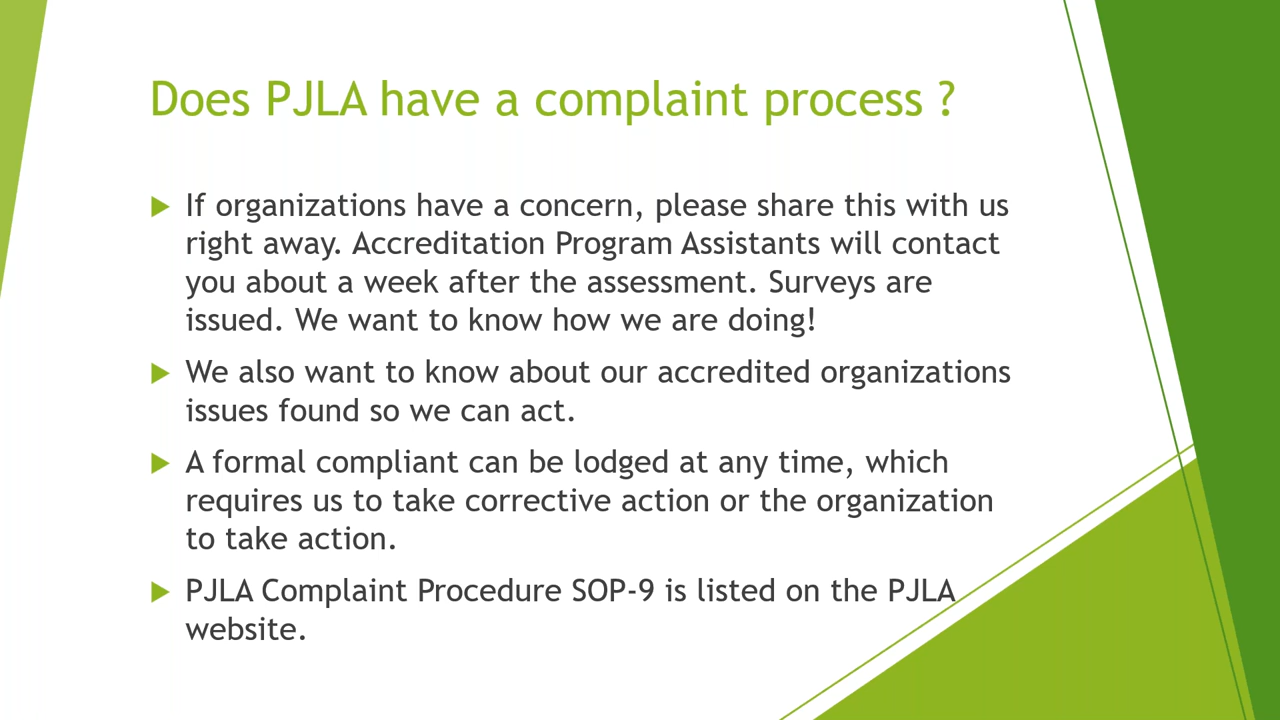 Does PJLA have a complaint process ?
If organizations have a concern, please share this with us
right away. Accreditation Program Assistants will contact
you about a week after the assessment. Surveys are
issued. We want to know how we are doing!
We also want to know about our accredited organizations
issues found so we can act.
A formal compliant can be lodged at any time, which
requires us to take corrective action or the organization
to take action.
PJLA Complaint Procedure SOP-9 is listed on the PJLA
website.